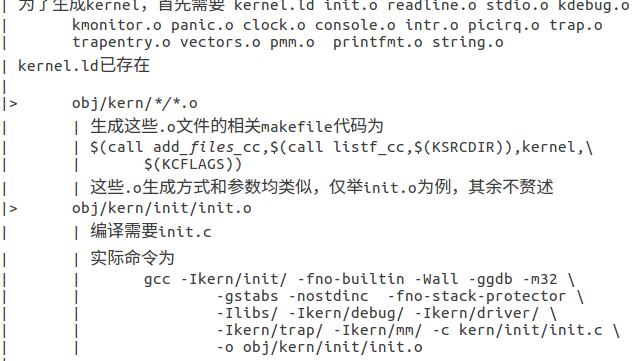 | 为了生成kernel，首先需要 kernel.ld init.o readline.o stdio.o kdebug.o
| kmonitor.o panic.o clock.o console.o intr.o picirq.o trap.o
| trapentry.o vectors.o pmm.o printfmt.o string.o
| kernel.ld已存在
|
|> obj/kern/*/*.o
| | 生成这些.o文件的相关makefile代码为
| | $(call add_files_cc,$(call listf_cc,$(KSRCDIR)),kernel,\
| | $(KCFLAGS))
| | 这些.o生成方式和参数均类似，仅举init.o为例，其余不赘述
|> obj/kern/init/init.o
| | 编译需要init.c
| | 实际命令为
| | gcc -Ikern/init/ -fno-builtin -Wall -ggdb -m32 \
| | -gstabs -nostdinc -fno-stack-protector \
| | -Ilibs/ -Ikern/debug/ -Ikern/driver/ \
| | -Ikern/trap/ -Ikern/mm/ -c kern/init/init.c \
| | -o obj/kern/init/init.o